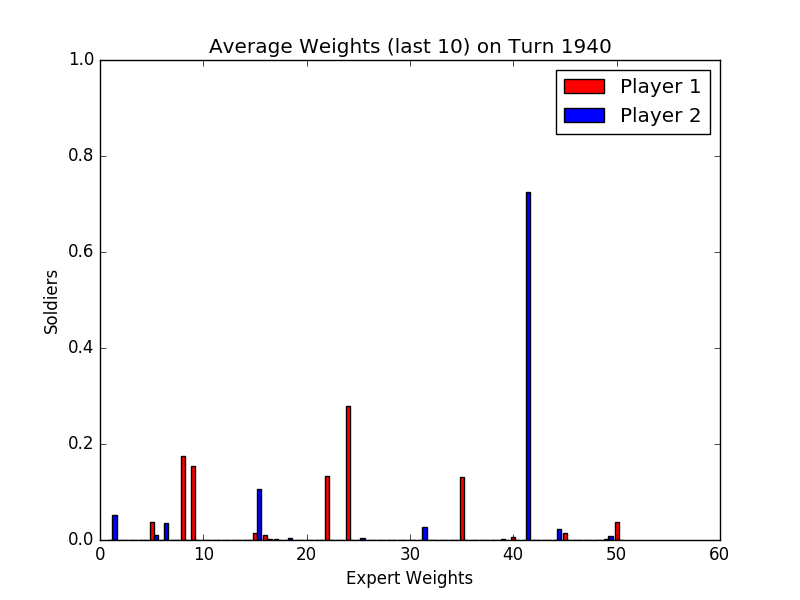 Average Weights (last 10) on Turn 1940
1.0
0.8
0.6
0.4
0.2
0.0
Soldiers
Player 1
Player 2
0 10 20 30 40 50 60
Expert Weights